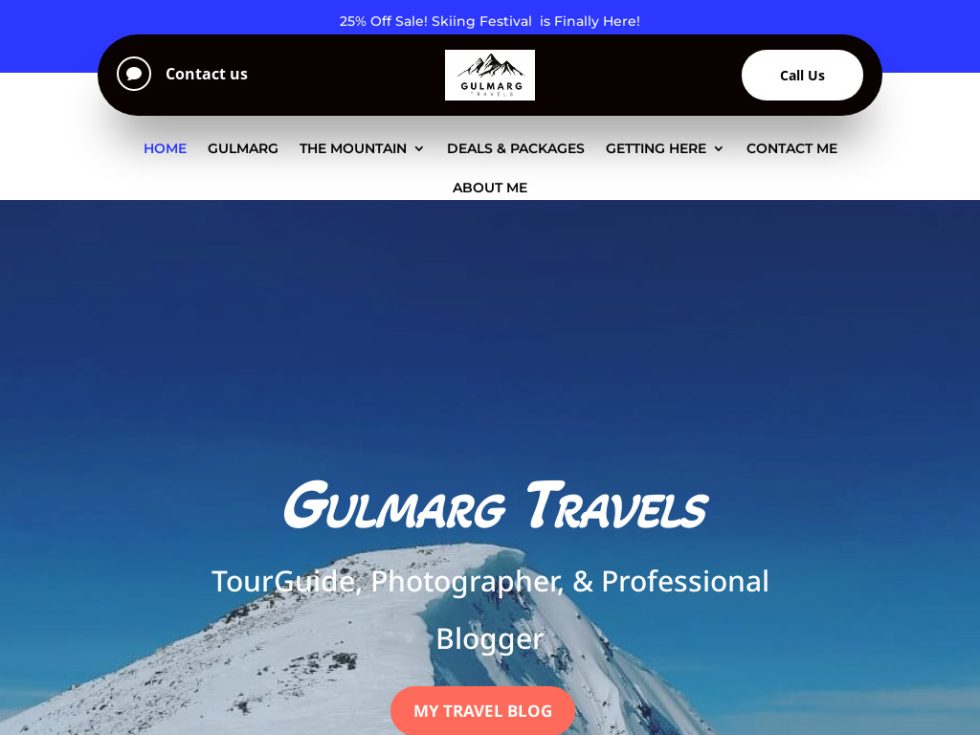 25% Off Sale! Skiing Festival  is Finally Here!
Contact us
GULMARG
TRAVELS
Call Us
HOME GULMARG THE MOUNTAIN DEALS & PACKAGES GETTING HERE CONTACT ME
ABOUT ME
Gulmarg Travels
TourGuide, Photographer, & Professional
Blogger
MY TRAVEL BLOG